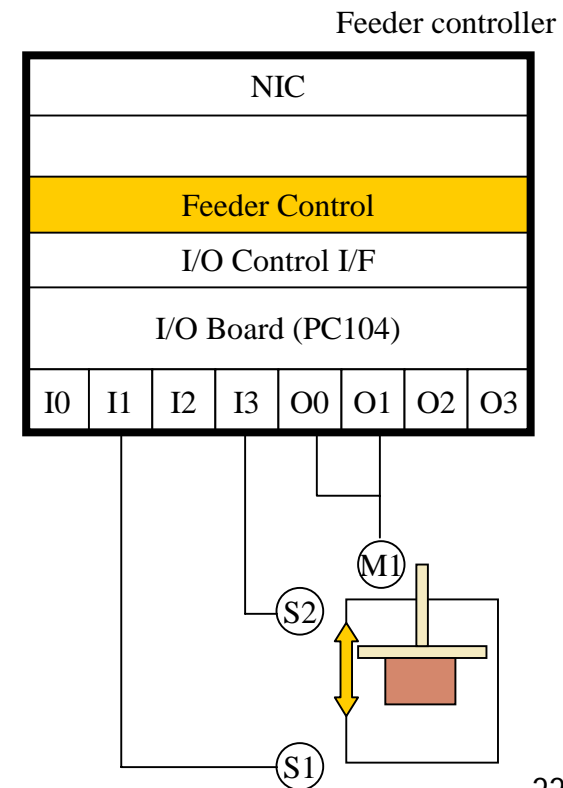 Feeder controller
NIC
Feeder Control
I/O Control I/F
I/O Board (PC104)
I0 I1 I2 I3 O0 O1 O2 O3
M1
S2
S1